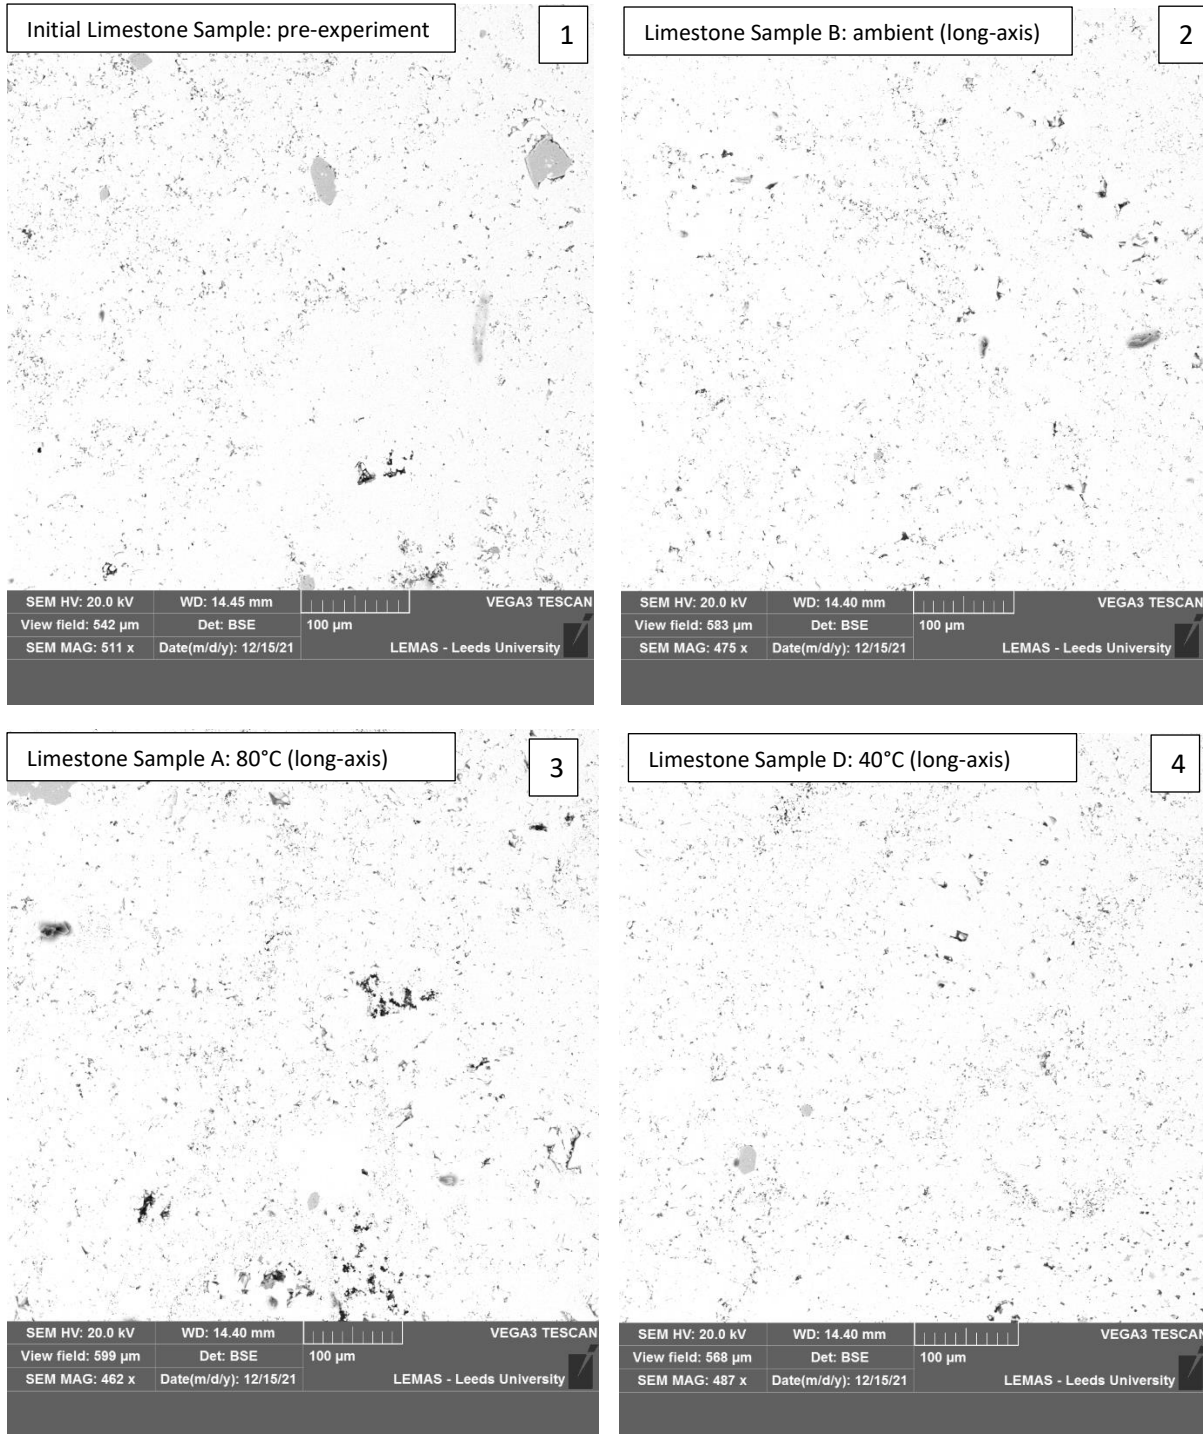 Initial Limestone Sample: pre-experiment
1
SEM HV: 20.0 kV WD: 14.45 mm VEGA3 TESCAN
View field: 542 µm Det: BSE 100 µm
SEM MAG: 511 x Date(m/d/y): 12/15/21 LEMAS - Leeds University
Limestone Sample B: ambient (long-axis)
2
SEM HV: 20.0 kV WD: 14.40 mm VEGA3 TESCAN
View field: 583 µm Det: BSE 100 µm
SEM MAG: 475 x Date(m/d/y): 12/15/21 LEMAS - Leeds University
Limestone Sample A: 80°C (long-axis)
3
SEM HV: 20.0 kV WD: 14.40 mm VEGA3 TESCAN
View field: 599 µm Det: BSE 100 µm
SEM MAG: 462 x Date(m/d/y): 12/15/21 LEMAS - Leeds University
Limestone Sample D: 40°C (long-axis)
4
SEM HV: 20.0 kV WD: 14.40 mm VEGA3 TESCAN
View field: 568 µm Det: BSE 100 µm
SEM MAG: 487 x Date(m/d/y): 12/15/21 LEMAS - Leeds University